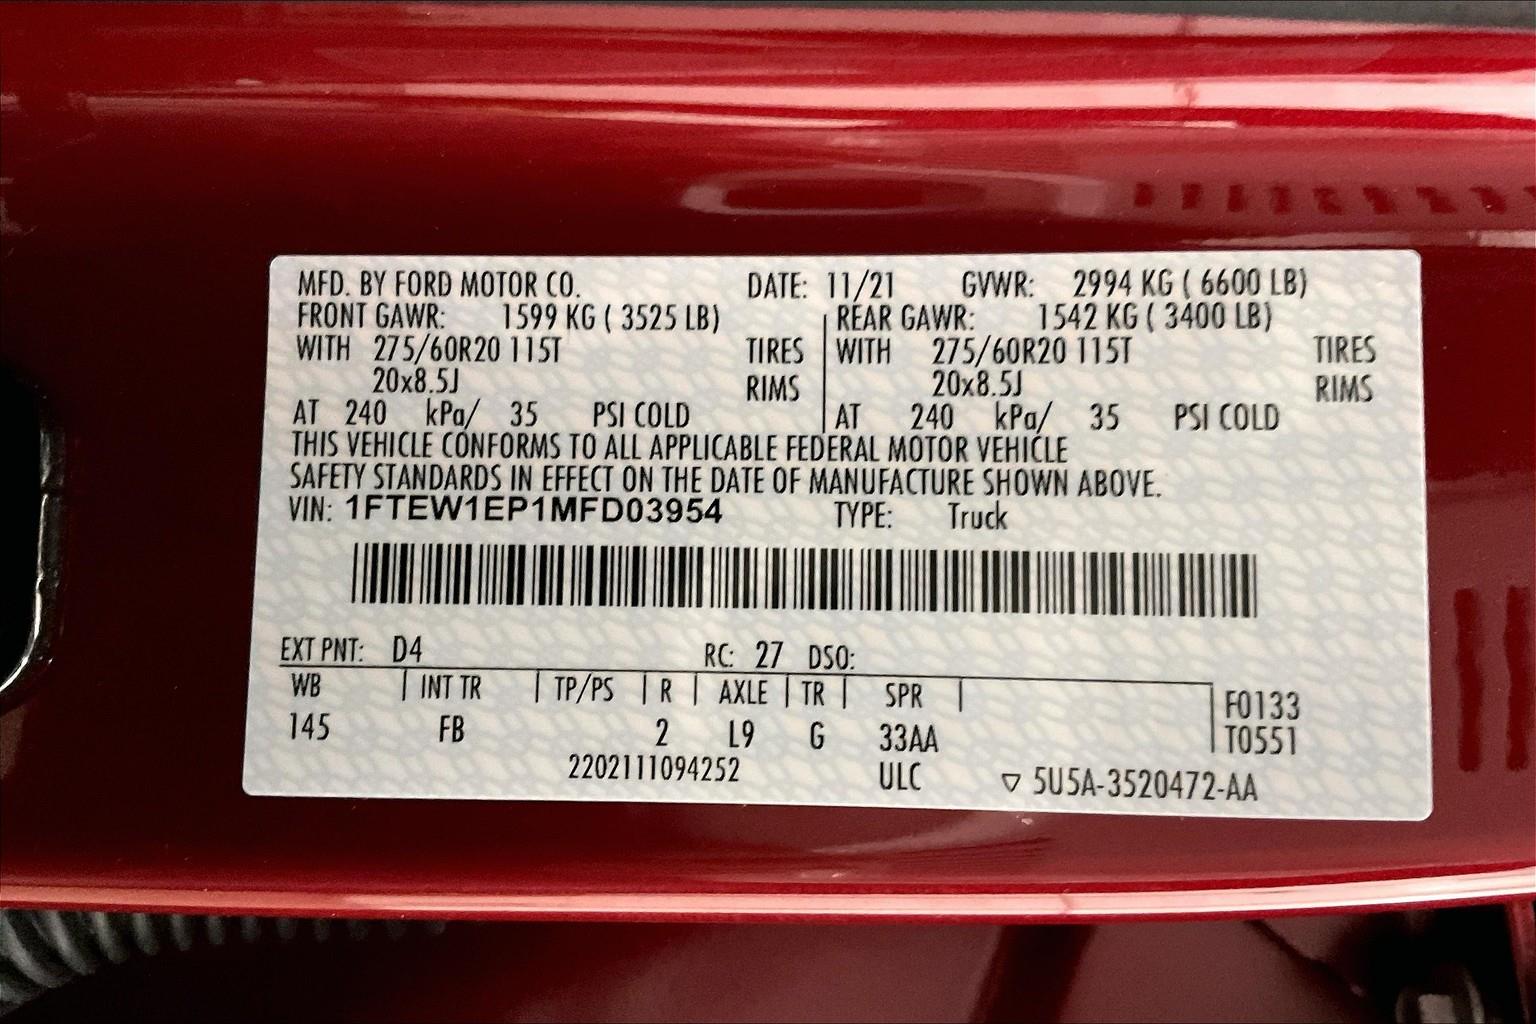 MFD. BY FORD MOTOR CO. DATE: 11/21 GVWR: 2994 KG ( 6600 LB)
FRONT GAWR: 1599 KG ( 3525 LB) REAR GAWR: 1542 KG ( 3400 LB)
WITH 275/60R20 115T TIRES WITH 275/60R20 115T TIRES
20x8.5J RIMS 20x8.5J RIMS
AT 240 kPa/ 35 PSI COLD AT 240 kPa/ 35 PSI COLD
THIS VEHICLE CONFORMS TO ALL APPLICABLE FEDERAL MOTOR VEHICLE
SAFETY STANDARDS IN EFFECT ON THE DATE OF MANUFACTURE SHOWN ABOVE.
VIN: 1FTEW1EP1MFD03954 TYPE: Truck
EXT PNT: D4 RC: 27 DSO:
WB INT TR TP/PS R AXLE TR SPR F0133
145 FB 2 L9 G 33AA T0551
2202111094252 ULC ▽ 5U5A-3520472-AA